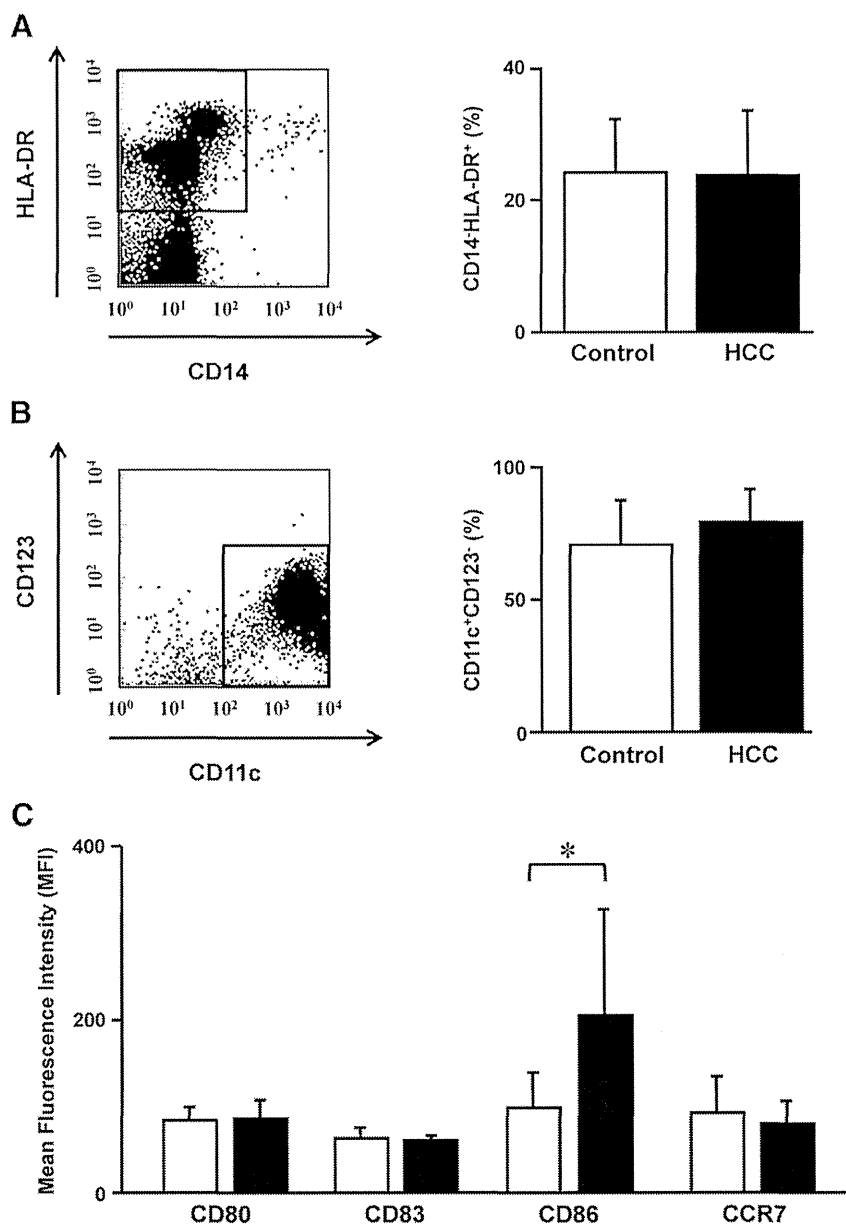 A
HLA-DR
10⁴
10³
10²
10¹
10⁰
10⁰ 10¹ 10² 10³ 10⁴
CD14
CD14⁻HLA-DR⁺ (%)
40
20
0
Control HCC
B
CD123
10⁴
10³
10²
10¹
10⁰
10⁰ 10¹ 10² 10³ 10⁴
CD11c
CD11c⁺CD123⁻ (%)
100
50
0
Control HCC
C
Mean Fluorescence Intensity (MFI)
400
200
0
*
CD80 CD83 CD86 CCR7